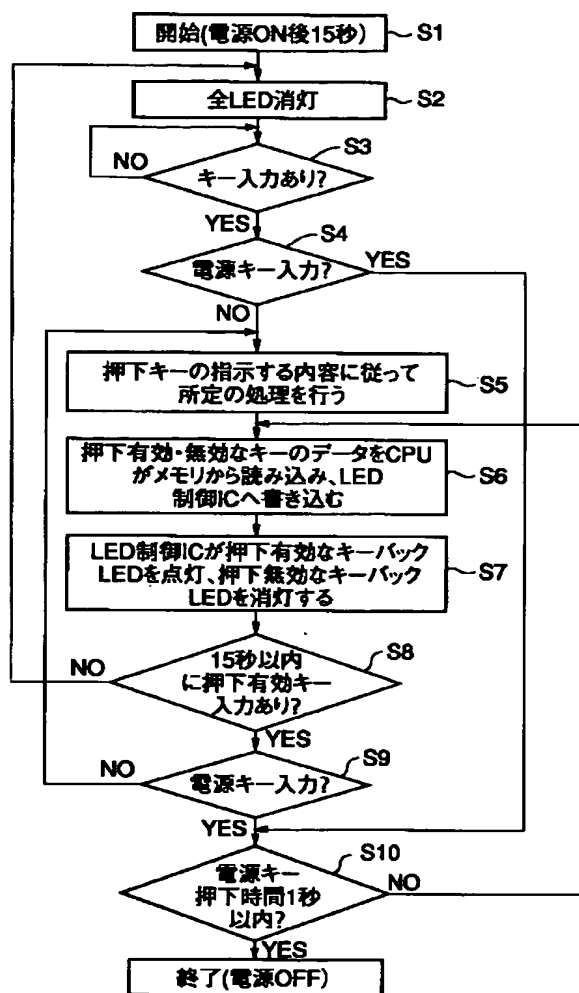 開始(電源ON後15秒)
S1
全LED消灯
S2
S3
NO
キー入力あり?
YES
S4
電源キー入力?
YES
NO
押下キーの指示する内容に従って
所定の処理を行う
S5
押下有効・無効なキーのデータをCPU
がメモリから読み込み、LED
制御ICへ書き込む
S6
LED制御ICが押下有効なキーバック
LEDを点灯、押下無効なキーバック
LEDを消灯する
S7
S8
NO
15秒以内
に押下有効キー
入力あり?
YES
S9
NO
電源キー入力?
YES
S10
電源キー
押下時間1秒
以内?
NO
YES
終了(電源OFF)